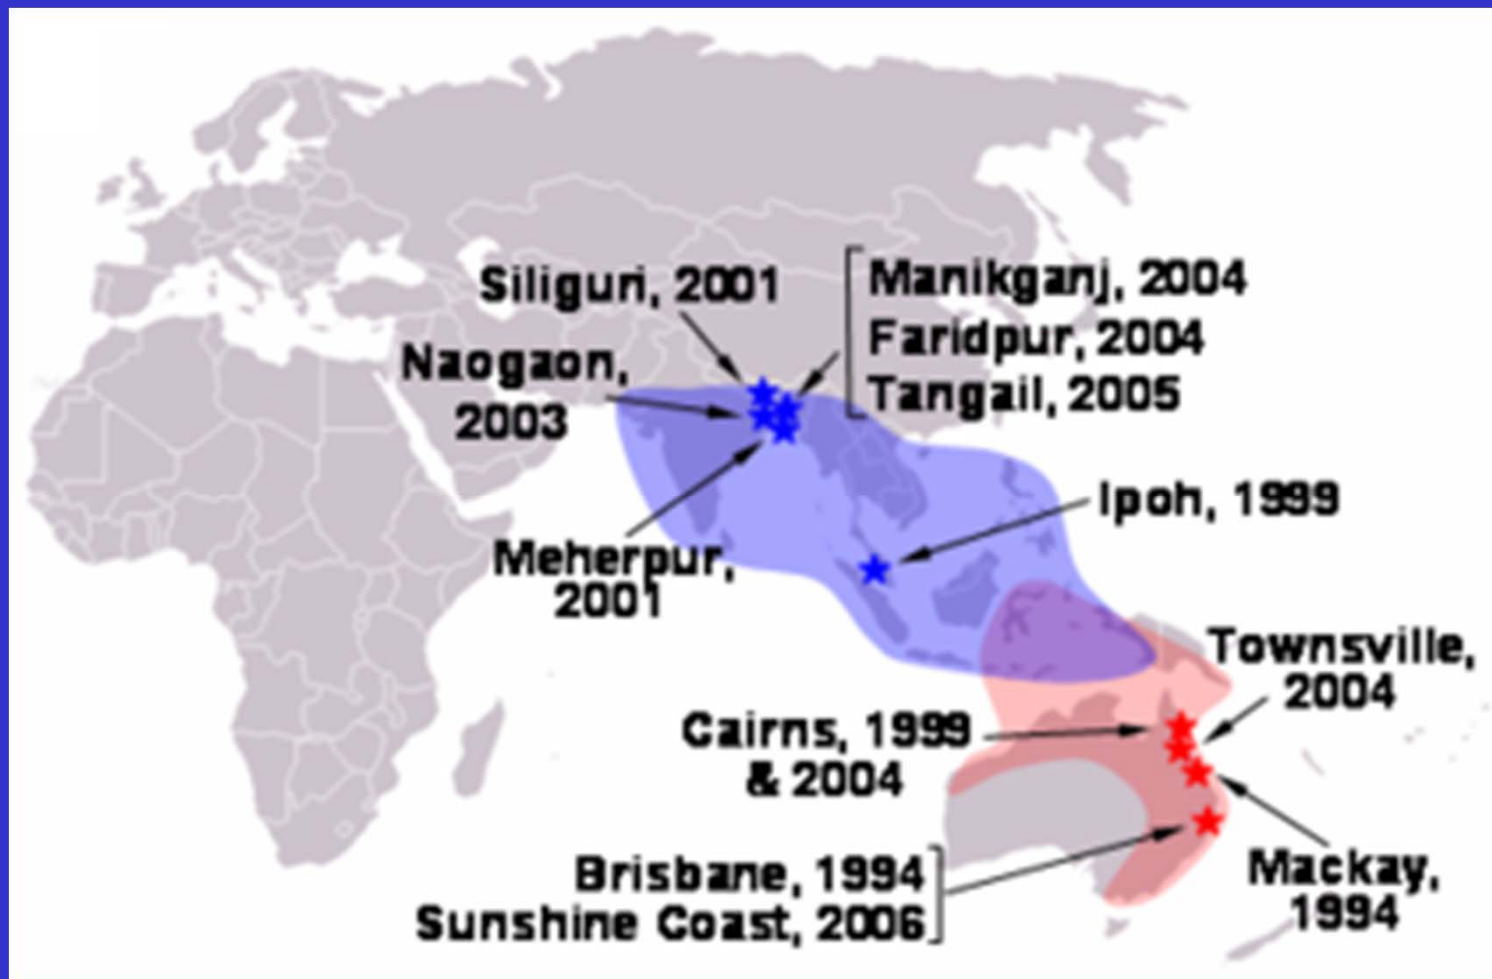 Siliguri, 2001
Manikganj, 2004
Faridpur, 2004
Tangail, 2005
Naogaon,
2003
Ipoh, 1999
Meherpur,
2001
Townsville,
2004
Cairns, 1999
& 2004
Brisbane, 1994
Sunshine Coast, 2006
Mackay,
1994